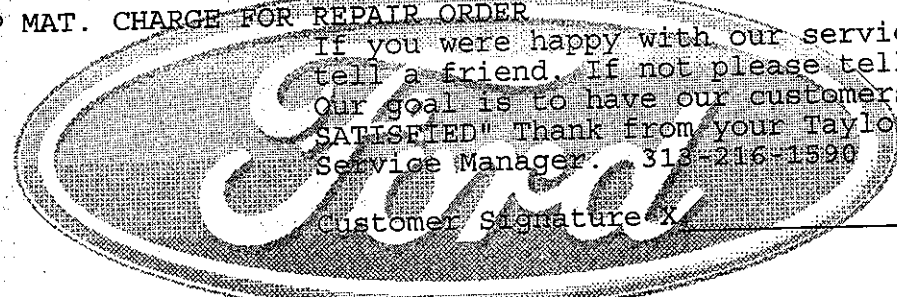 MAT. CHARGE FOR REPAIR ORDER
If you were happy with our servi
tell a friend. If not please tel
Our goal is to have our customer
SATISFIED" Thank from your Taylo
Service Manager. 313-216-1590
Customer Signature X
Ford